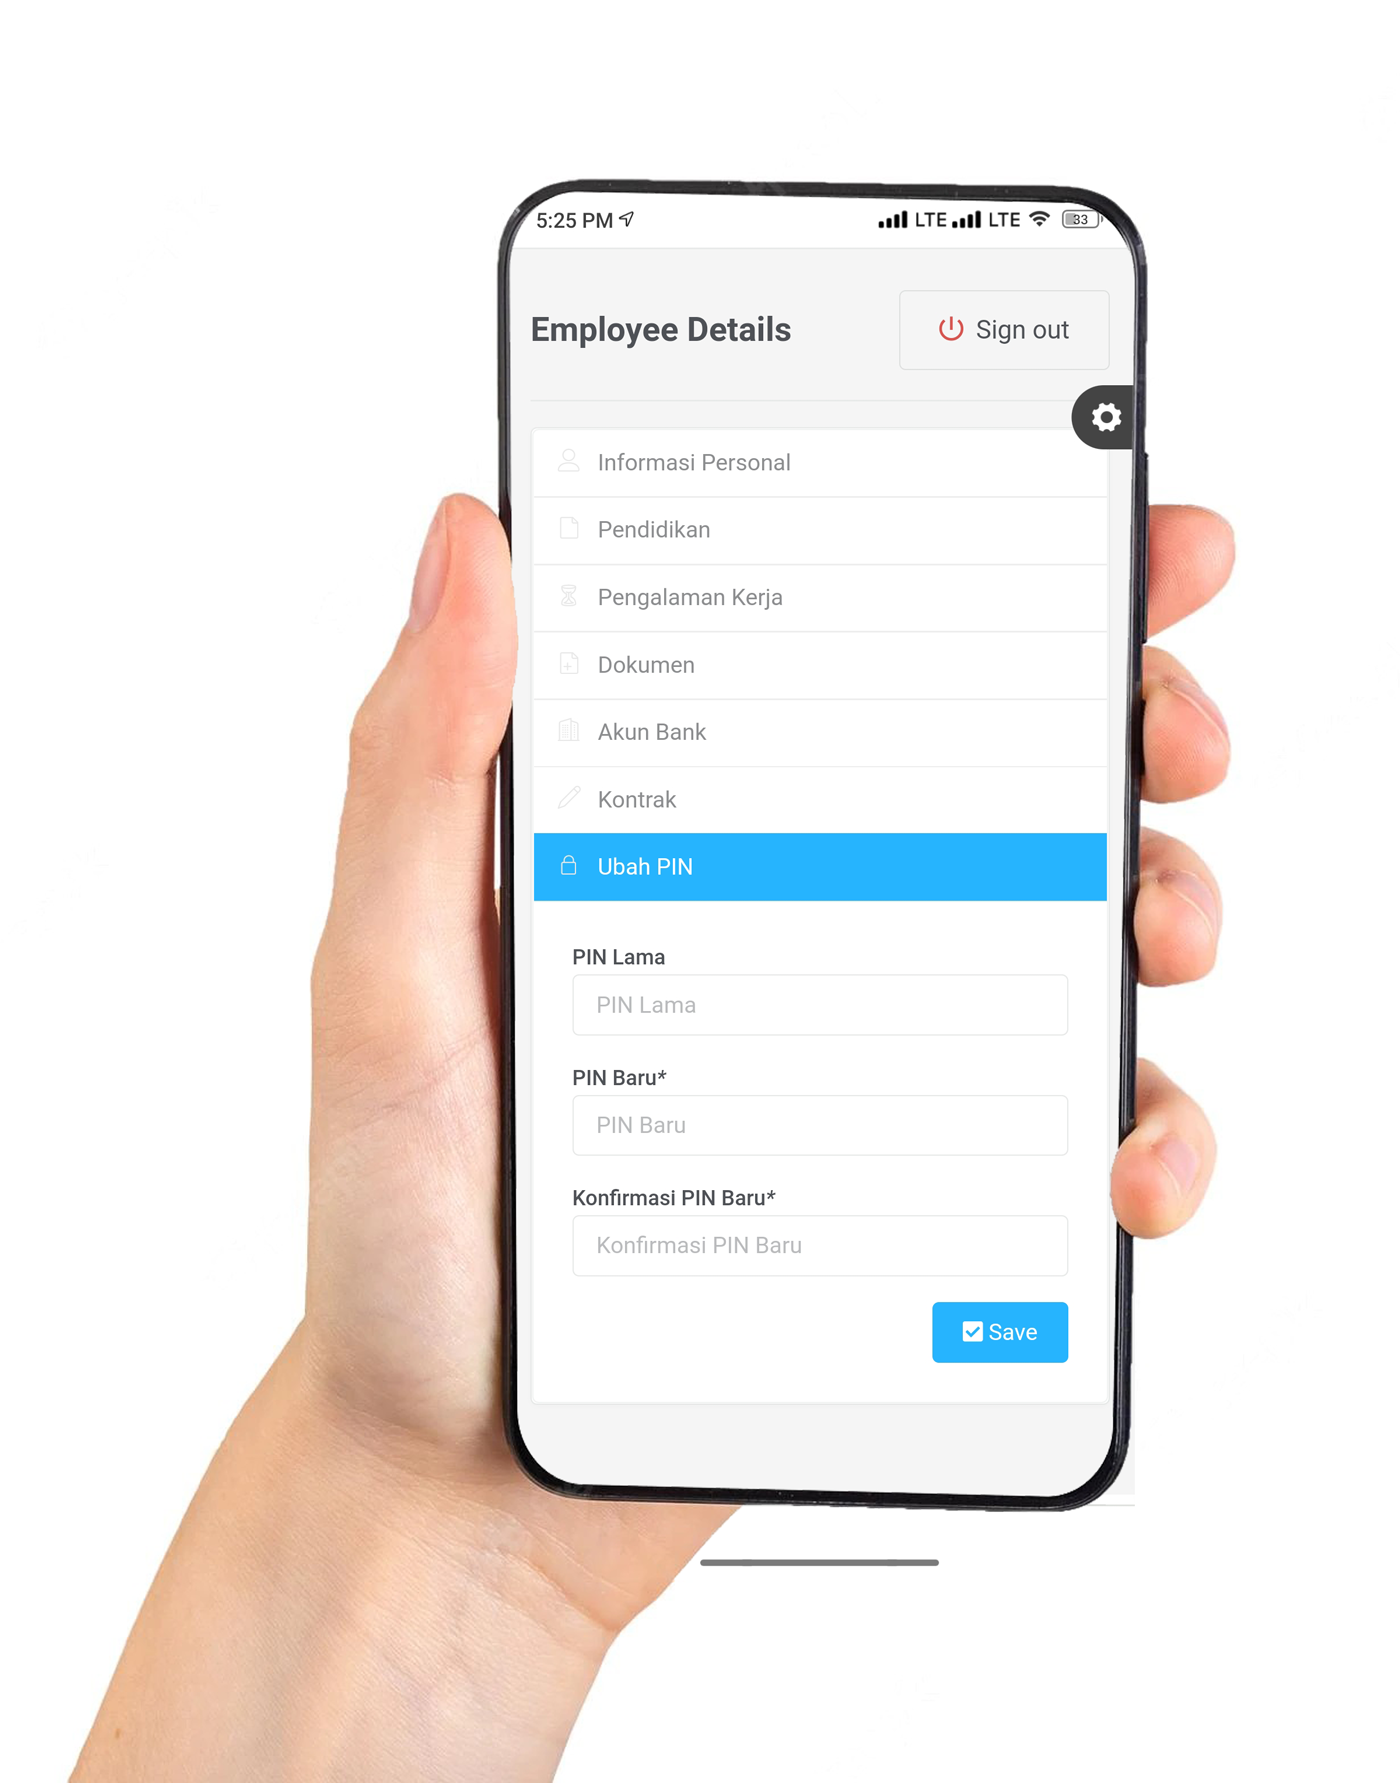 5:25 PM LTE LTE 33
Employee Details
Sign out
Informasi Personal
Pendidikan
Pengalaman Kerja
Dokumen
Akun Bank
Kontrak
Ubah PIN
PIN Lama
PIN Lama
PIN Baru*
PIN Baru
Konfirmasi PIN Baru*
Konfirmasi PIN Baru
Save